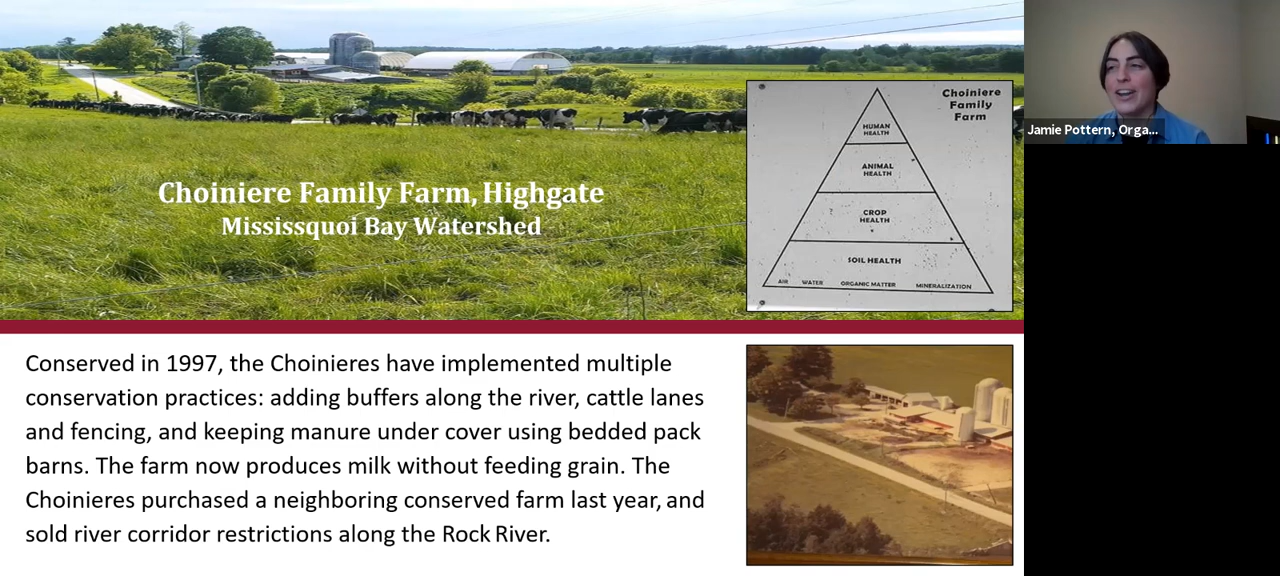 Choiniere Family Farm, Highgate
Mississquoi Bay Watershed
Choiniere
Family
Farm
HUMAN
HEALTH
ANIMAL
HEALTH
CROP
HEALTH
SOIL HEALTH
AIR WATER ORGANIC MATTER MINERALIZATION
Jamie Pottern, Orga...
Conserved in 1997, the Choinieres have implemented multiple
conservation practices: adding buffers along the river, cattle lanes
and fencing, and keeping manure under cover using bedded pack
barns. The farm now produces milk without feeding grain. The
Choinieres purchased a neighboring conserved farm last year, and
sold river corridor restrictions along the Rock River.